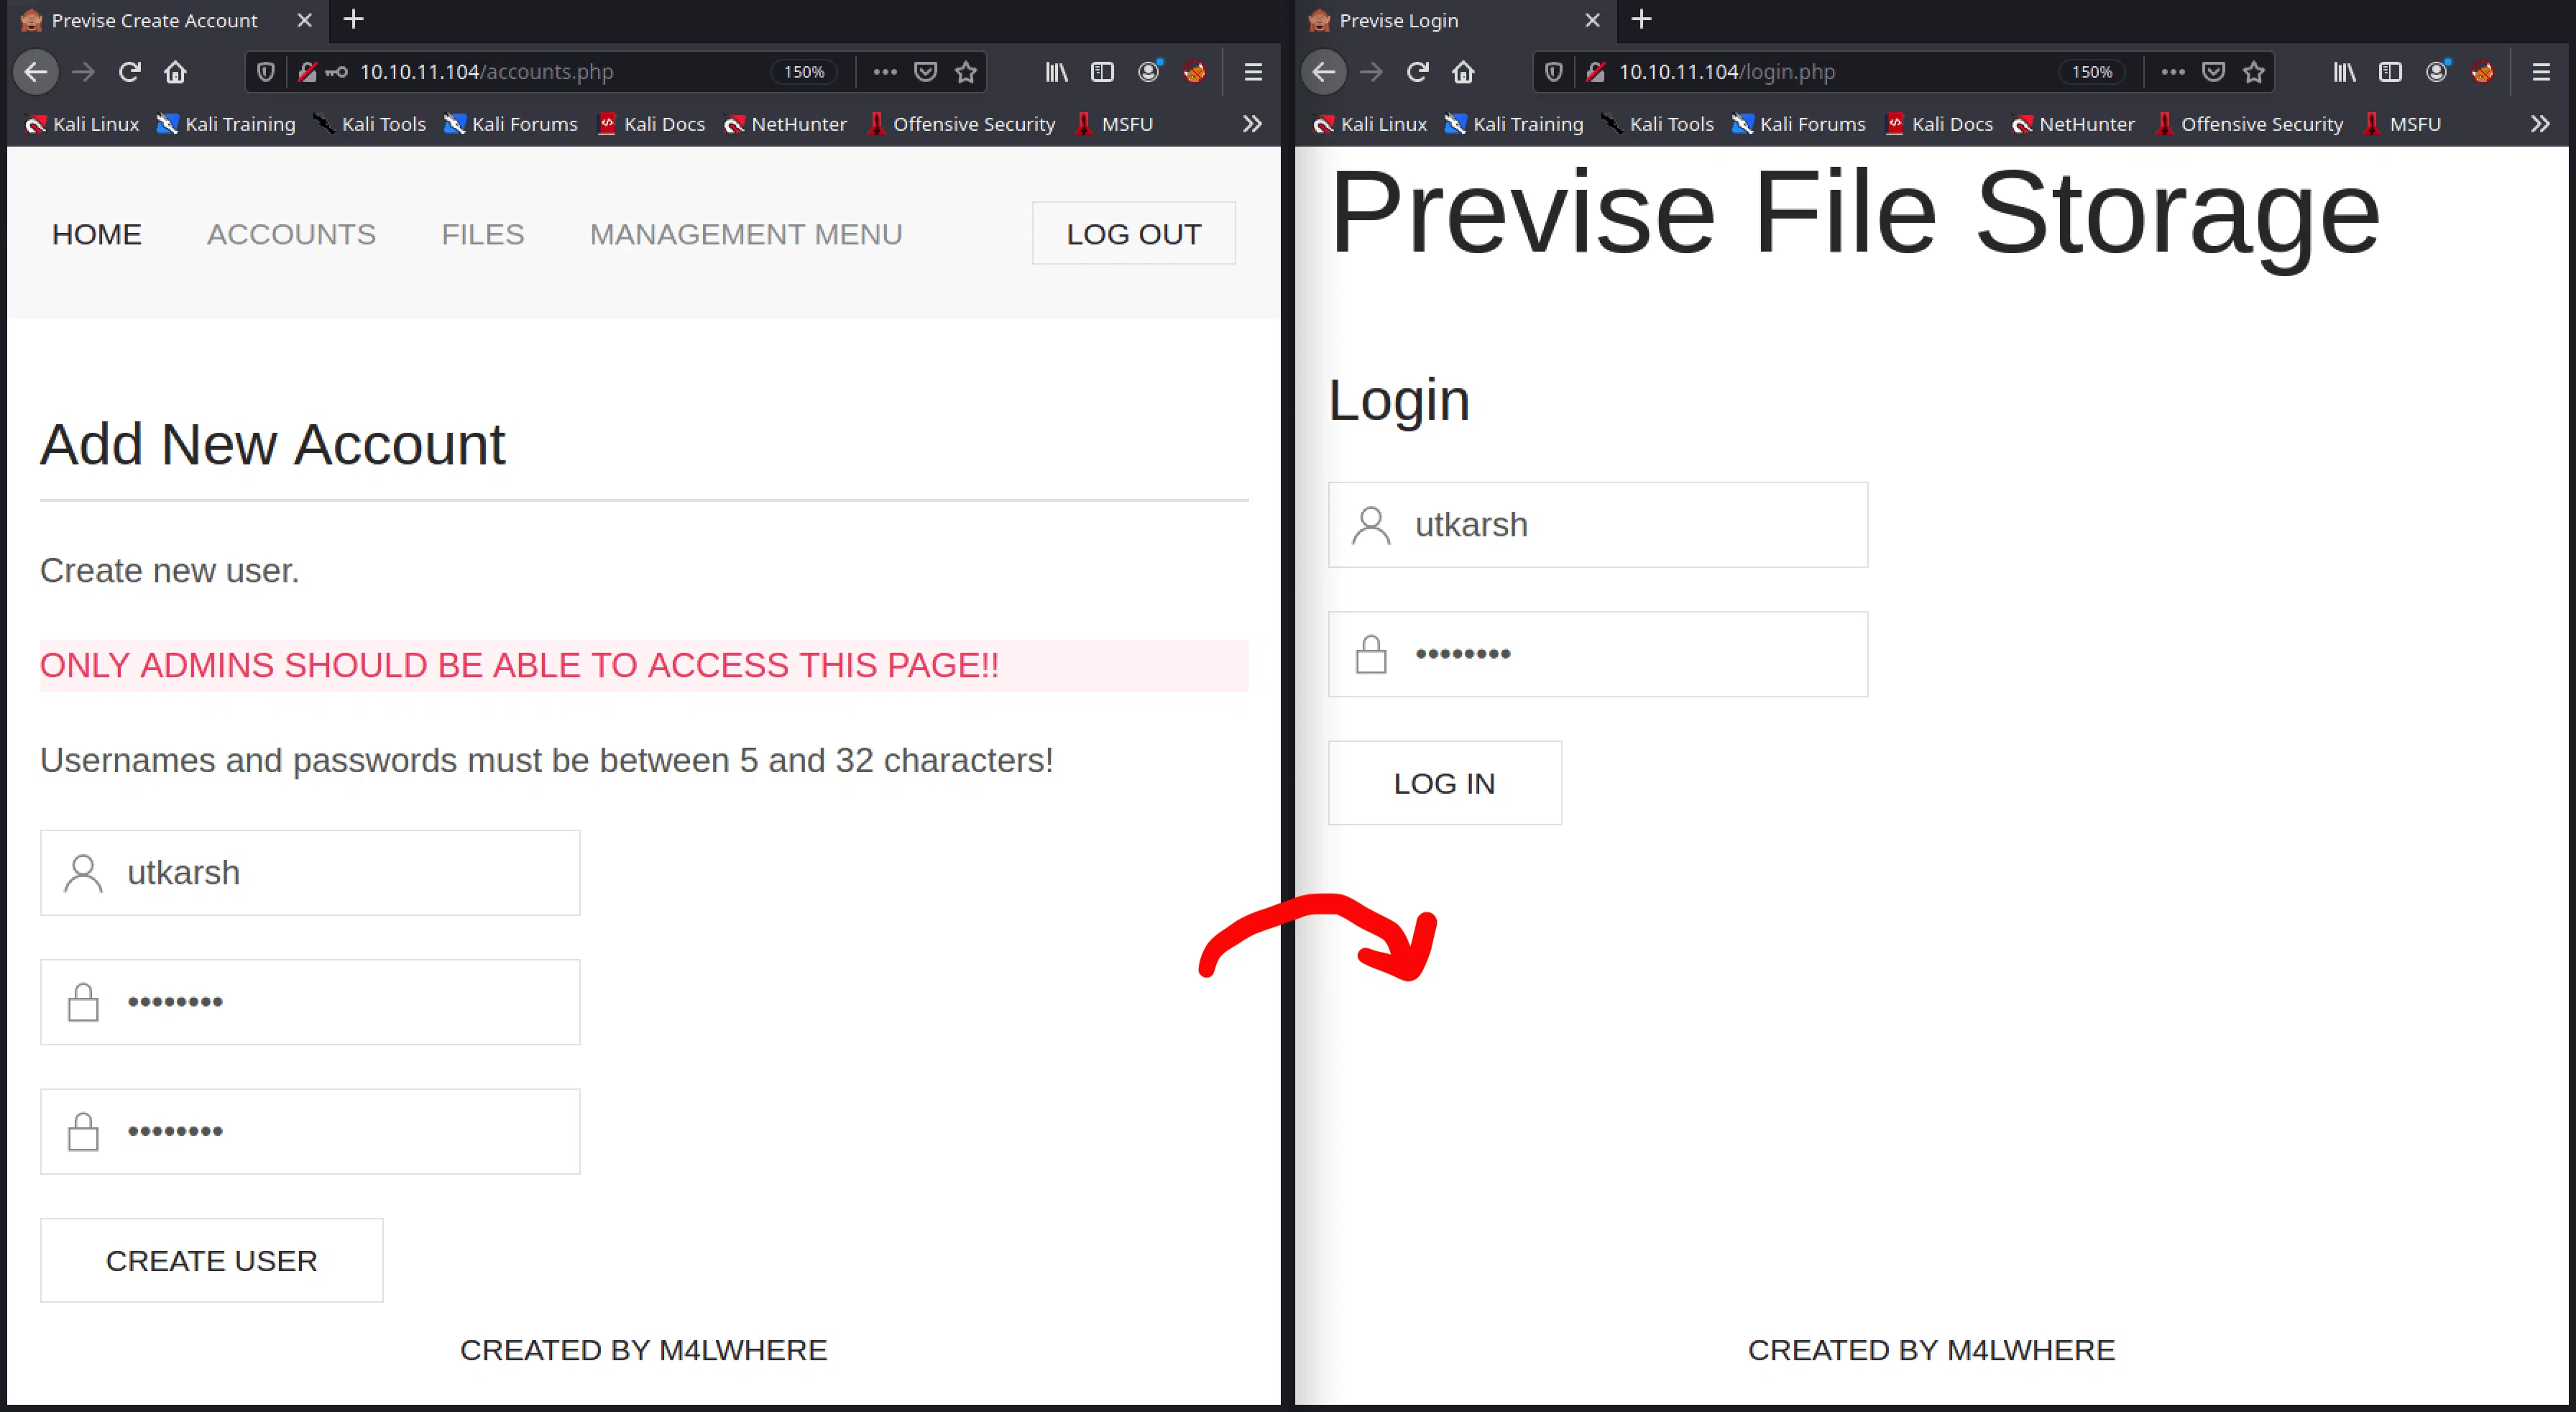 Previse Create Account
10.10.11.104/accounts.php
150%
Kali Linux Kali Training Kali Tools Kali Forums Kali Docs NetHunter Offensive Security MSFU
HOME ACCOUNTS FILES MANAGEMENT MENU LOG OUT
Add New Account
Create new user.
ONLY ADMINS SHOULD BE ABLE TO ACCESS THIS PAGE!!
Usernames and passwords must be between 5 and 32 characters!
utkarsh
••••••••
••••••••
CREATE USER
CREATED BY M4LWHERE
Previse Login
10.10.11.104/login.php
150%
Kali Linux Kali Training Kali Tools Kali Forums Kali Docs NetHunter Offensive Security MSFU
Previse File Storage
Login
utkarsh
••••••••
LOG IN
CREATED BY M4LWHERE